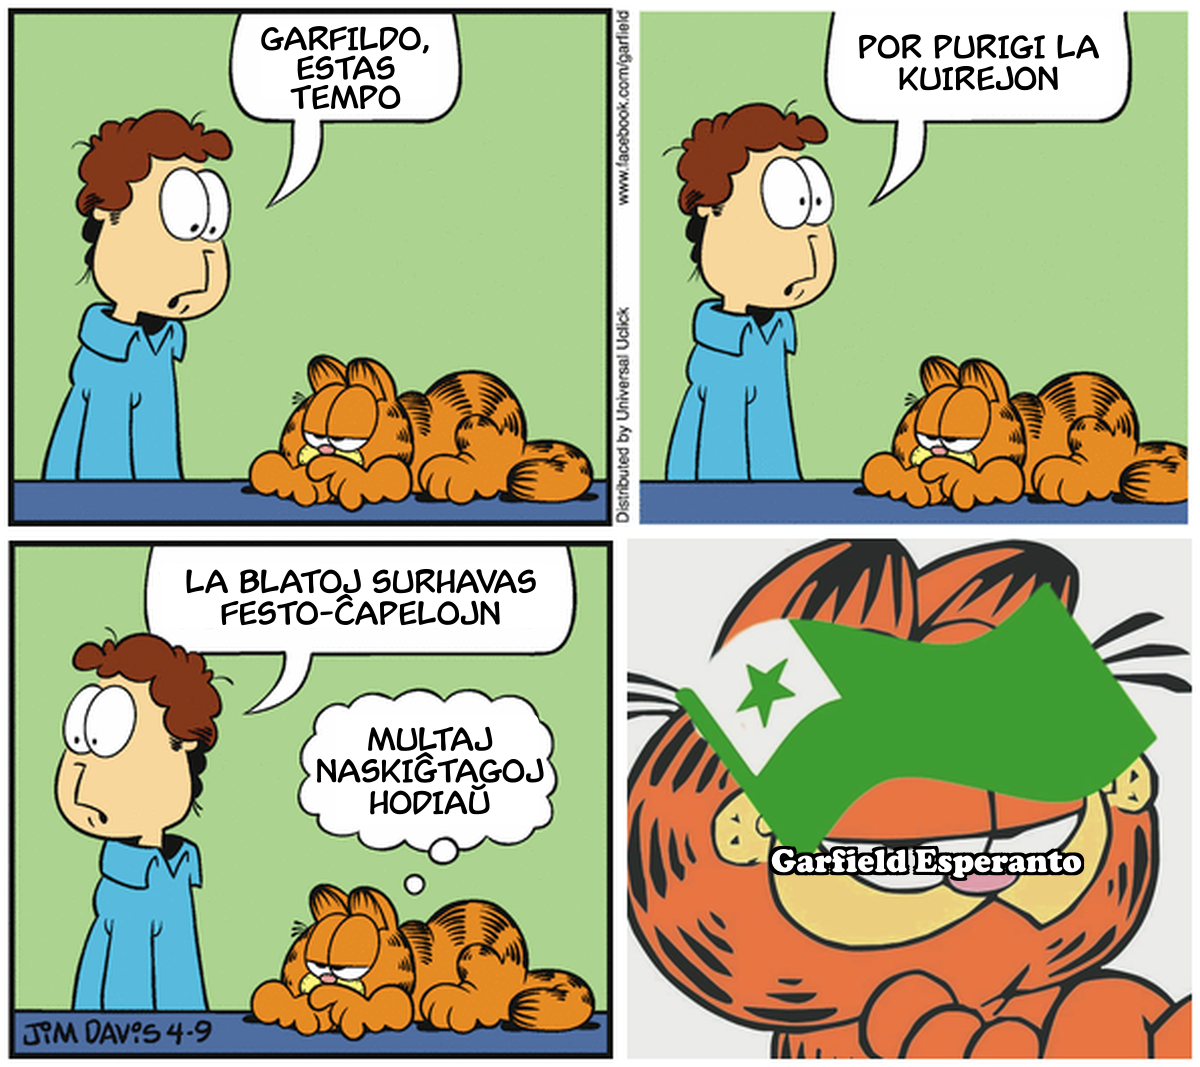 GARFILDO,
ESTAS
TEMPO
www.facebook.com/garfield
Distributed by Universal Uclick
POR PURIGI LA
KUIREJON
LA BLATOJ SURHAVAS
FESTO-ĈAPELOJN
MULTAJ
NASKIĜTAGOJ
HODIAŬ
JIM DAVIS 4-9
Garfield Esperanto